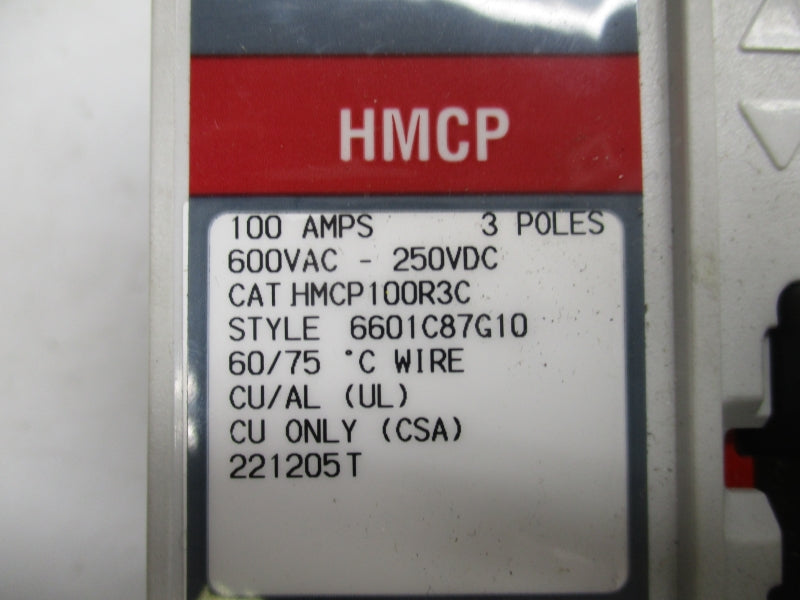 HMCP
100 AMPS 3 POLES
600VAC - 250VDC
CAT HMCP100R3C
STYLE 6601C87G10
60/75 °C WIRE
CU/AL (UL)
CU ONLY (CSA)
221205T